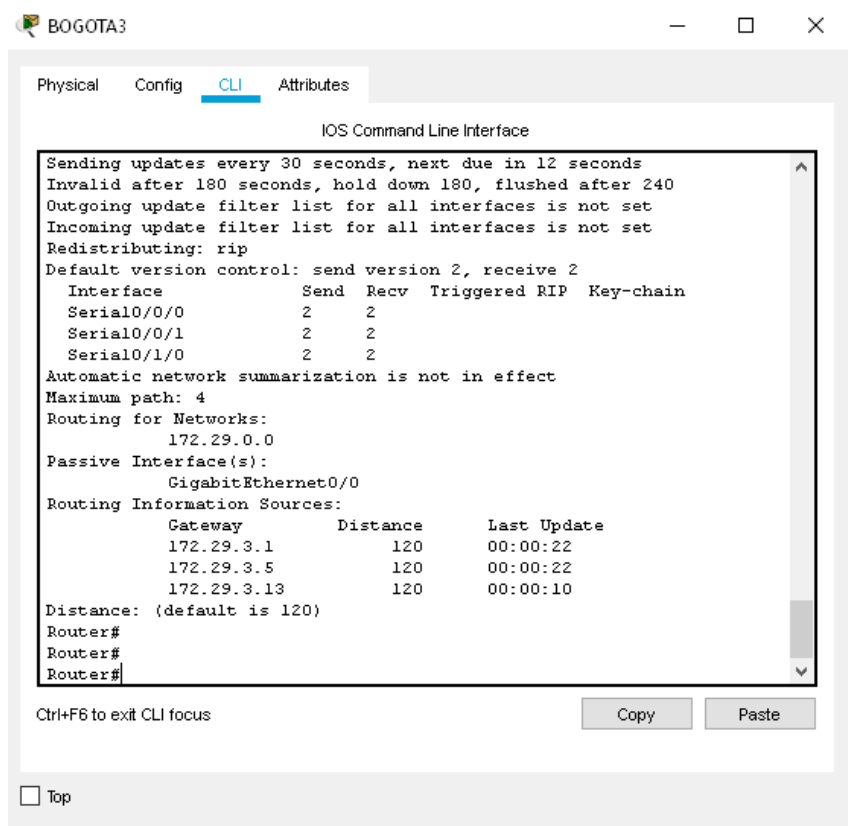 BOGOTA3
Physical Config CLI Attributes
IOS Command Line Interface
Sending updates every 30 seconds, next due in 12 seconds
Invalid after 180 seconds, hold down 180, flushed after 240
Outgoing update filter list for all interfaces is not set
Incoming update filter list for all interfaces is not set
Redistributing: rip
Default version control: send version 2, receive 2
Interface Send Recv Triggered RIP Key-chain
Serial0/0/0 2 2
Serial0/0/1 2 2
Serial0/1/0 2 2
Automatic network summarization is not in effect
Maximum path: 4
Routing for Networks:
172.29.0.0
Passive Interface(s):
GigabitEthernet0/0
Routing Information Sources:
Gateway Distance Last Update
172.29.3.1 120 00:00:22
172.29.3.5 120 00:00:22
172.29.3.13 120 00:00:10
Distance: (default is 120)
Router#
Router#
Router#
Ctrl+F6 to exit CLI focus Copy Paste
Top